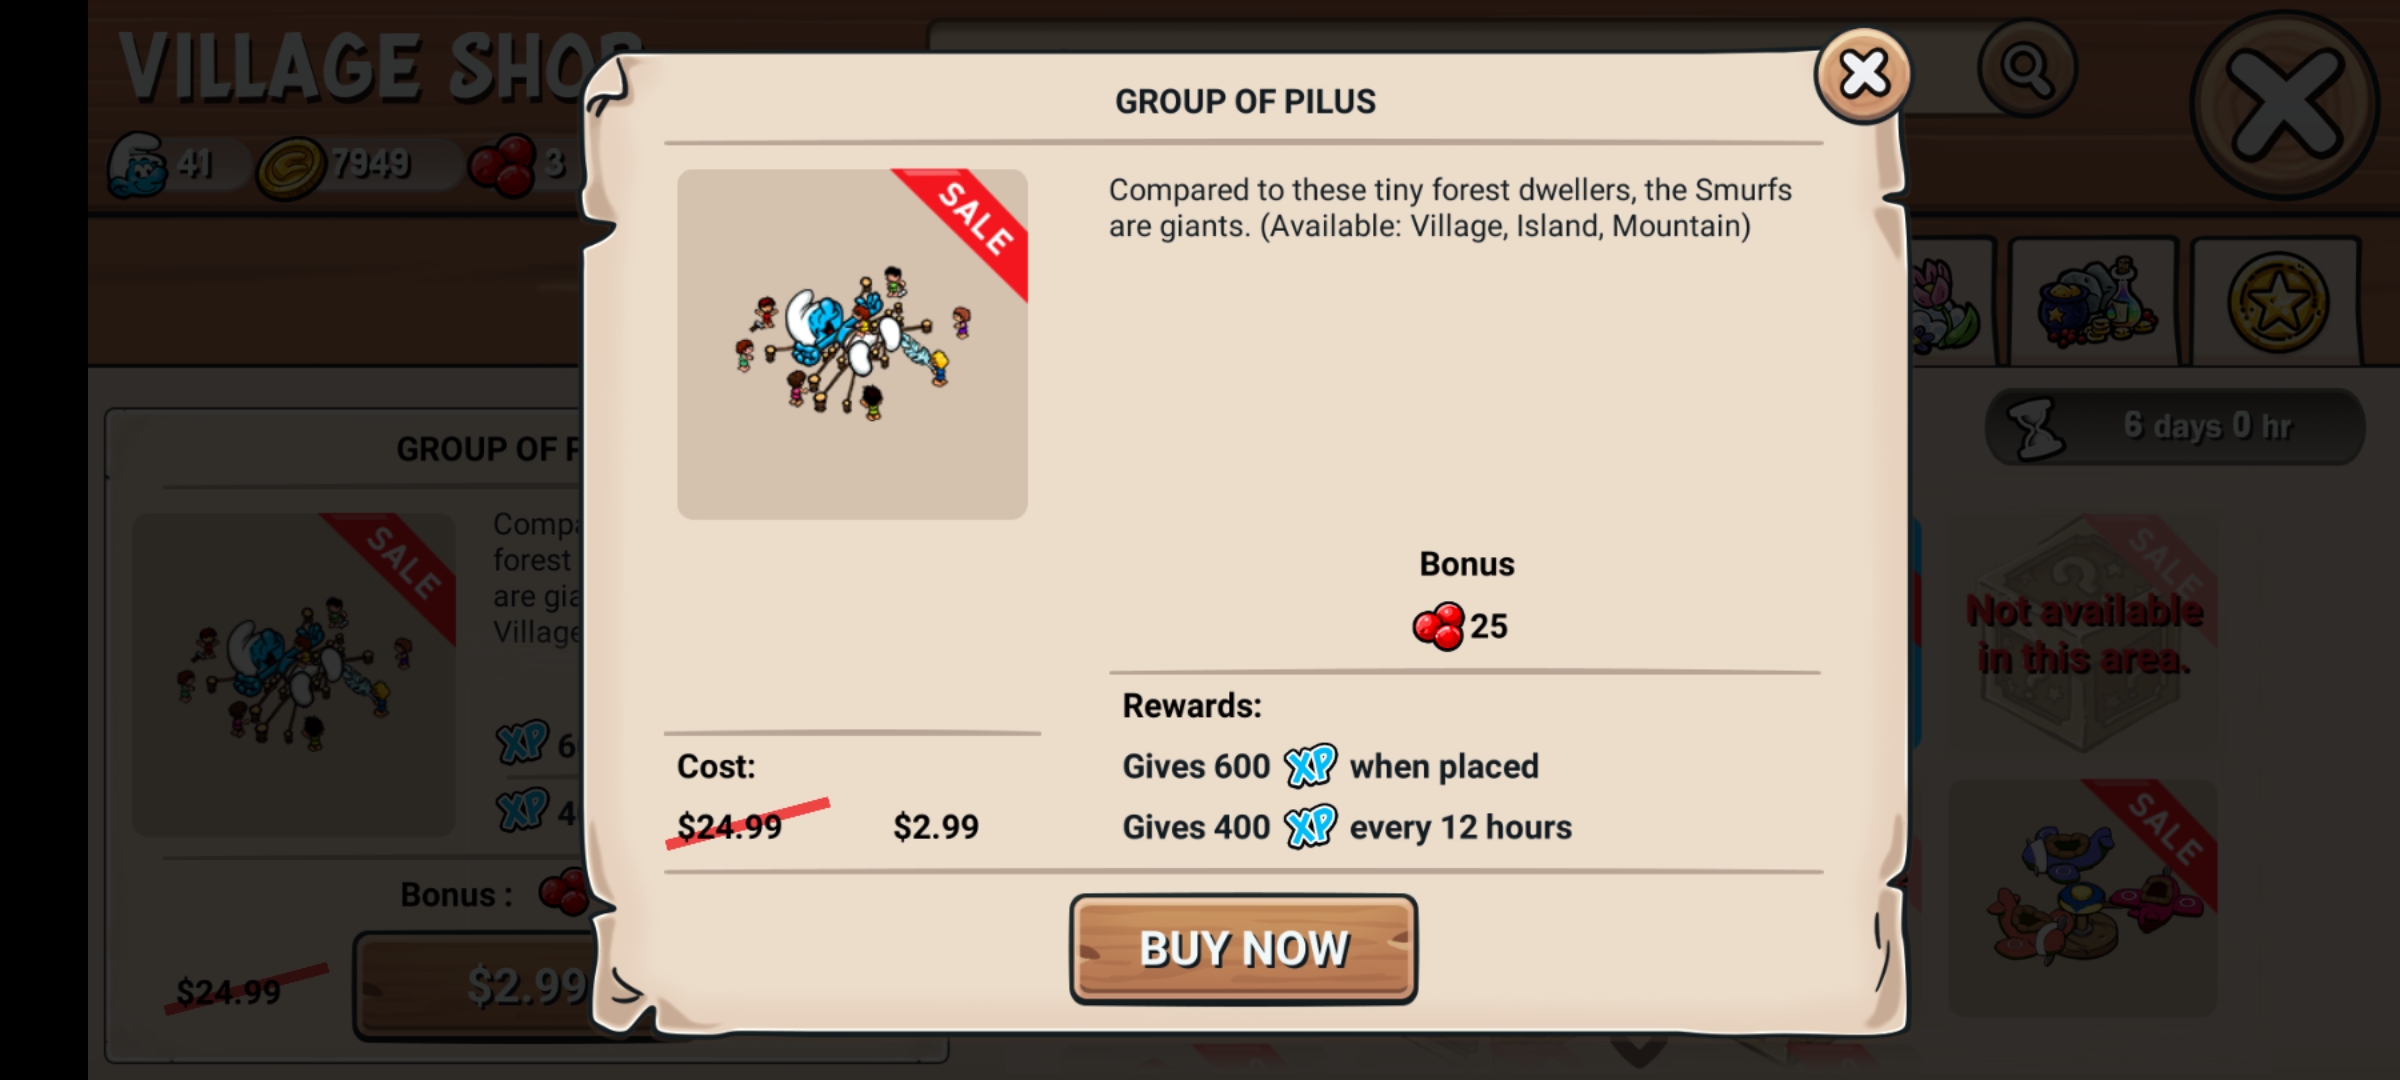 VILLAGE SHOP
41
7949
3
GROUP OF PILUS
SALE
Compared to these tiny forest dwellers, the Smurfs
are giants. (Available: Village, Island, Mountain)
Bonus
25
Rewards:
Gives 600 XP when placed
Gives 400 XP every 12 hours
Cost:
$24.99
$2.99
BUY NOW
6 days 0 hr
GROUP OF P
SALE
Compa
forest
are gia
Village
XP 6
XP 4
Bonus :
$24.99
$2.99
SALE
Not available
in this area.
SALE